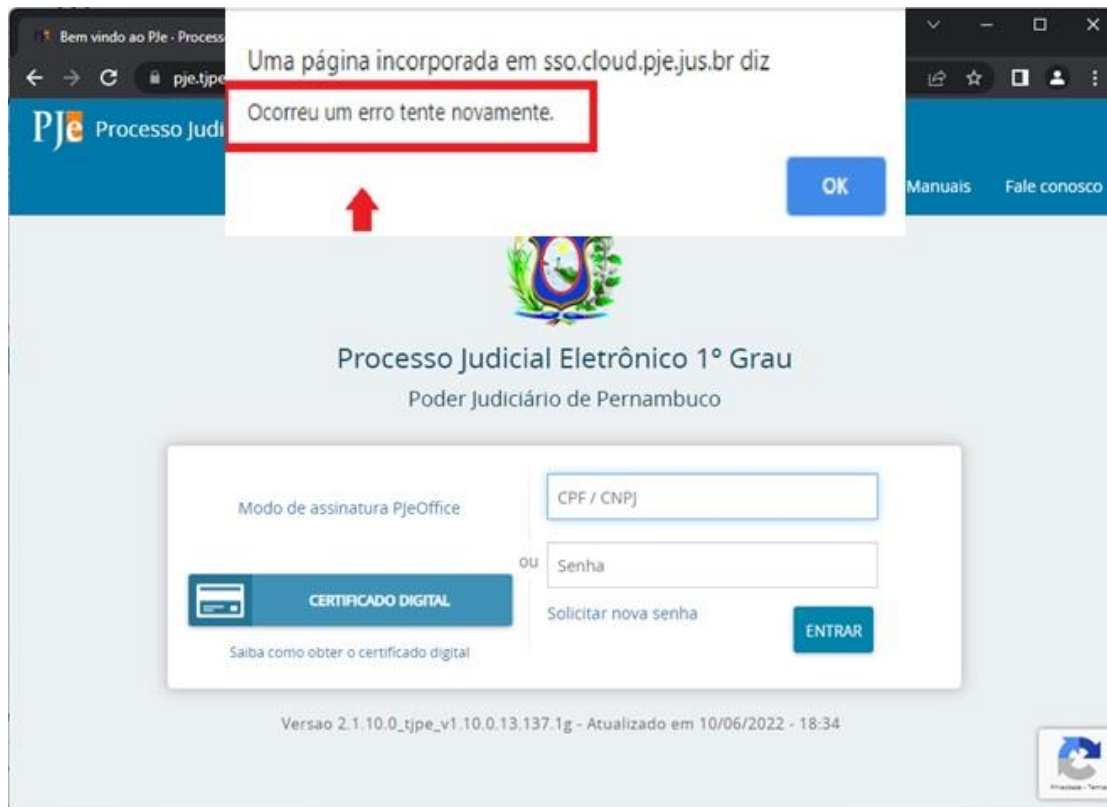 Bem vindo ao PJe - Process
Uma página incorporada em sso.cloud.pje.jus.br diz
pje.tjpe
Ocorreu um erro tente novamente.
PJe Processo Judi
OK
Manuais Fale conosco
Processo Judicial Eletrônico 1º Grau
Poder Judiciário de Pernambuco
Modo de assinatura PJeOffice
CPF / CNPJ
ou
Senha
CERTIFICADO DIGITAL
Solicitar nova senha
ENTRAR
Saiba como obter o certificado digital
Versao 2.1.10.0_tjpe_v1.10.0.13.137.1g - Atualizado em 10/06/2022 - 18:34
Privacidade - Termos